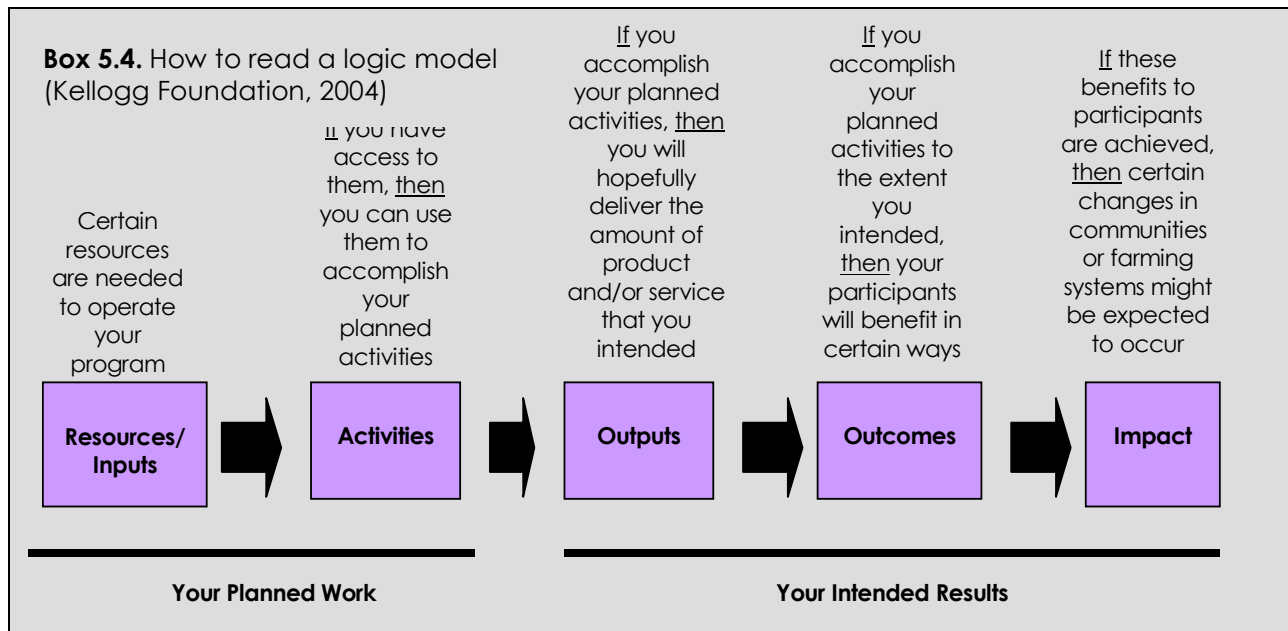 Box 5.4. How to read a logic model
(Kellogg Foundation, 2004)
Certain
resources
are needed
to operate
your
program
If you have
access to
them, then
you can use
them to
accomplish
your
planned
activities
If you
accomplish
your planned
activities, then
you will
hopefully
deliver the
amount of
product
and/or service
that you
intended
If you
accomplish
your
planned
activities to
the extent
you
intended,
then your
participants
will benefit in
certain ways
If these
benefits to
participants
are achieved,
then certain
changes in
communities
or farming
systems might
be expected
to occur
Resources/
Inputs
Activities
Outputs
Outcomes
Impact
Your Planned Work
Your Intended Results